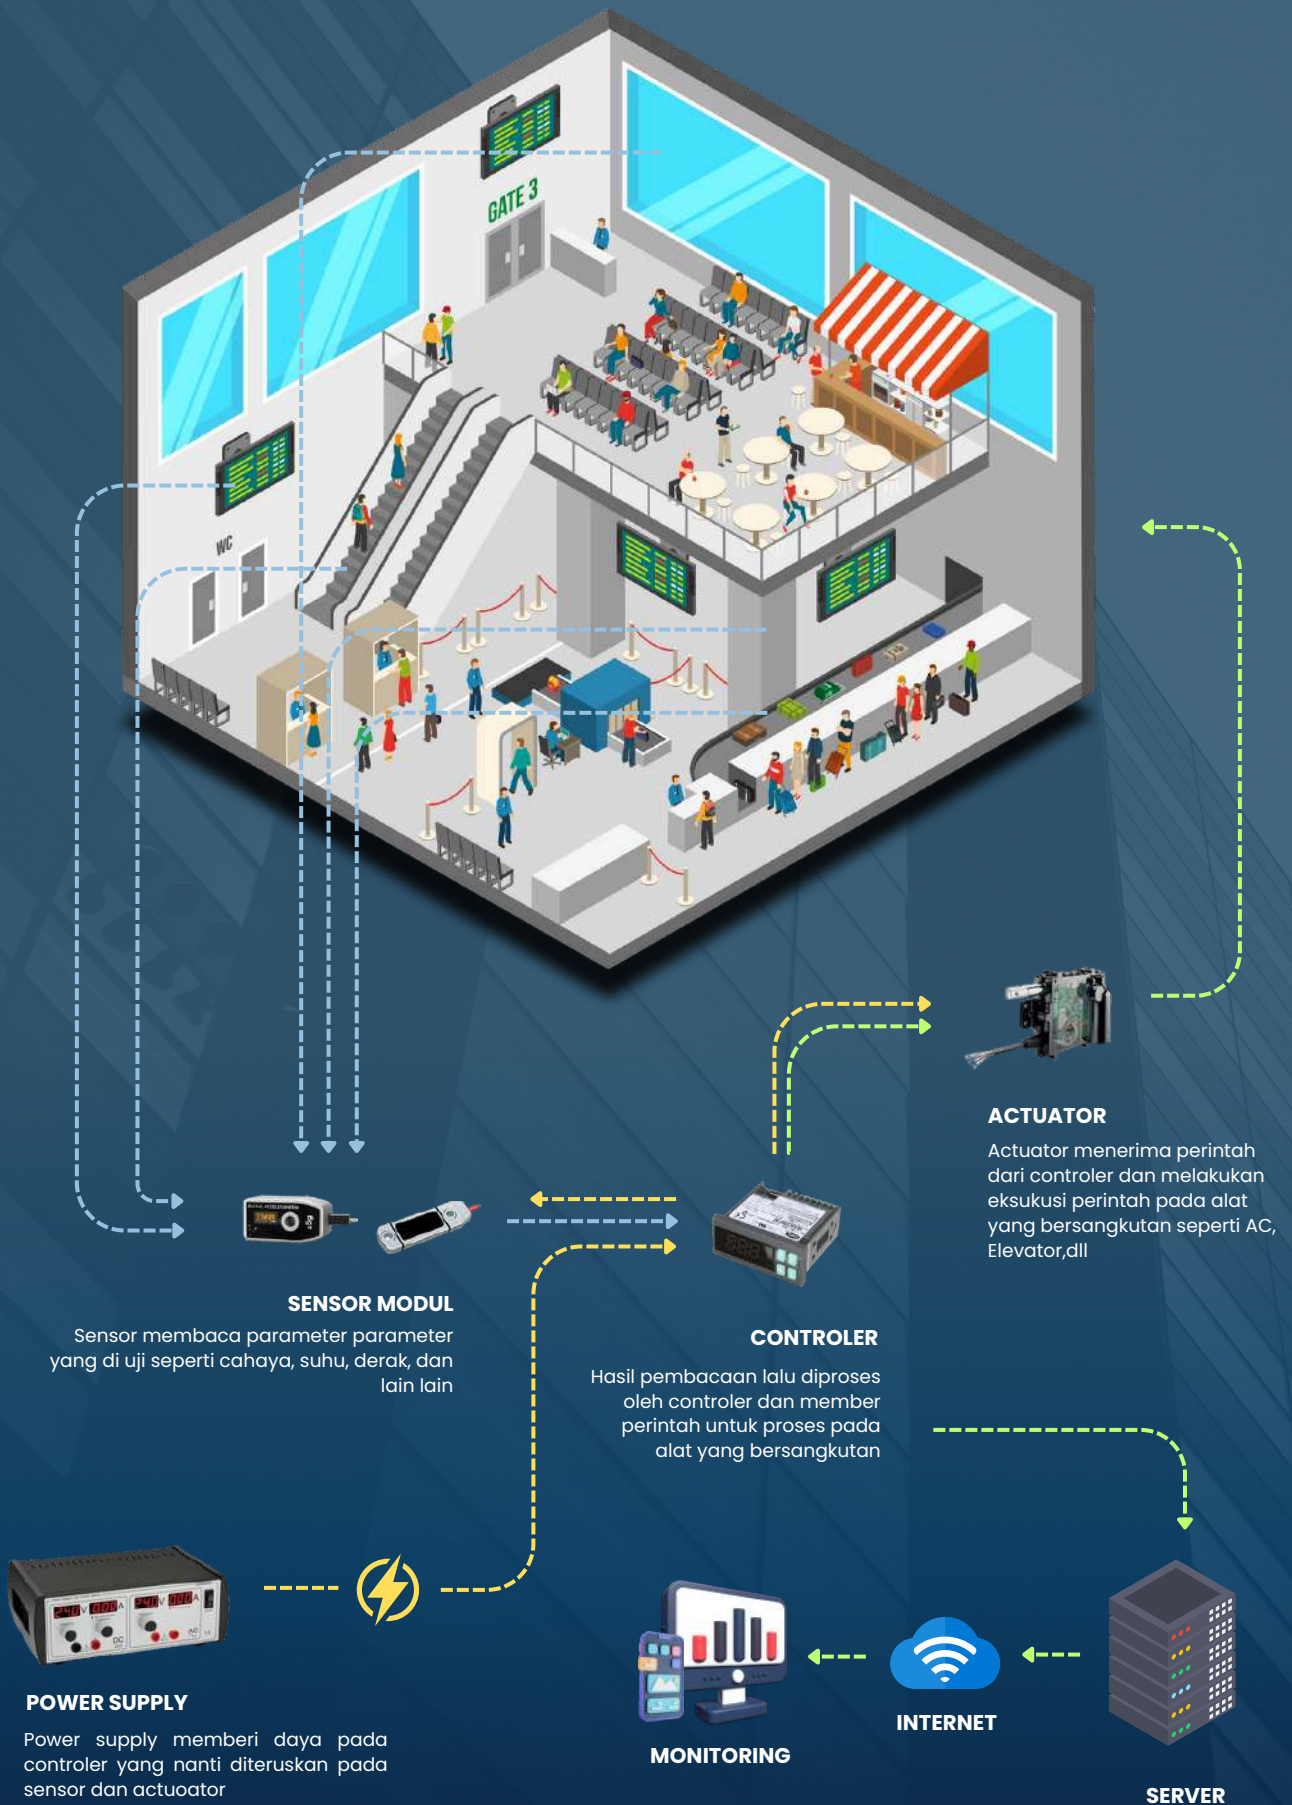 GATE 3
WC
ACTUATOR
Actuator menerima perintah
dari controler dan melakukan
eksukusi perintah pada alat
yang bersangkutan seperti AC,
Elevator,dll
SENSOR MODUL
Sensor membaca parameter parameter
yang di uji seperti cahaya, suhu, derak, dan
lain lain
CONTROLER
Hasil pembacaan lalu diproses
oleh controler dan member
perintah untuk proses pada
alat yang bersangkutan
POWER SUPPLY
Power supply memberi daya pada
controler yang nanti diteruskan pada
sensor dan actuoator
MONITORING
INTERNET
SERVER